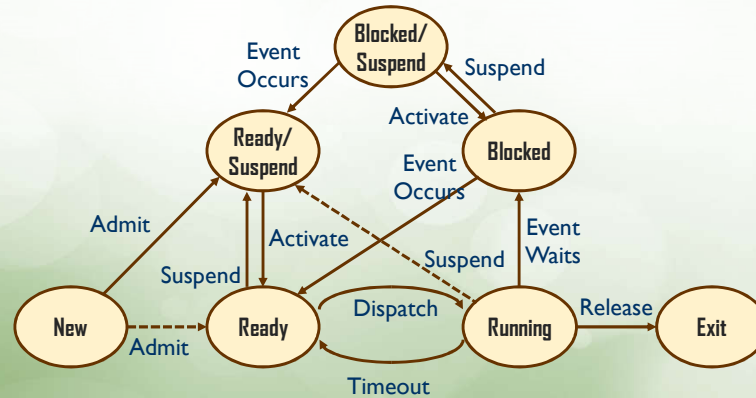 Blocked/
Suspend
Event
Occurs
Suspend
Activate
Ready/
Suspend
Blocked
Event
Occurs
Admit
Activate
Suspend
Suspend
Event
Waits
New
Admit
Ready
Dispatch
Running
Release
Exit
Timeout